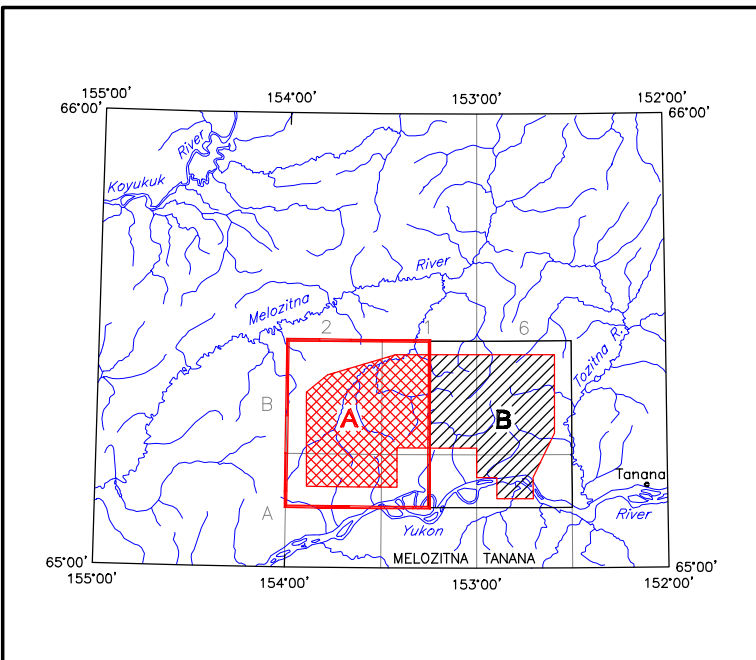 155°00' 154°00' 153°00' 152°00'
66°00' 66°00'
River
Koyukuk
River
Melozitna
2 1 6
Tozitna R.
B
A B
Tanana
A
River
Yukon
MELOZITNA TANANA
65°00' 65°00'
155°00' 154°00' 153°00' 152°00'